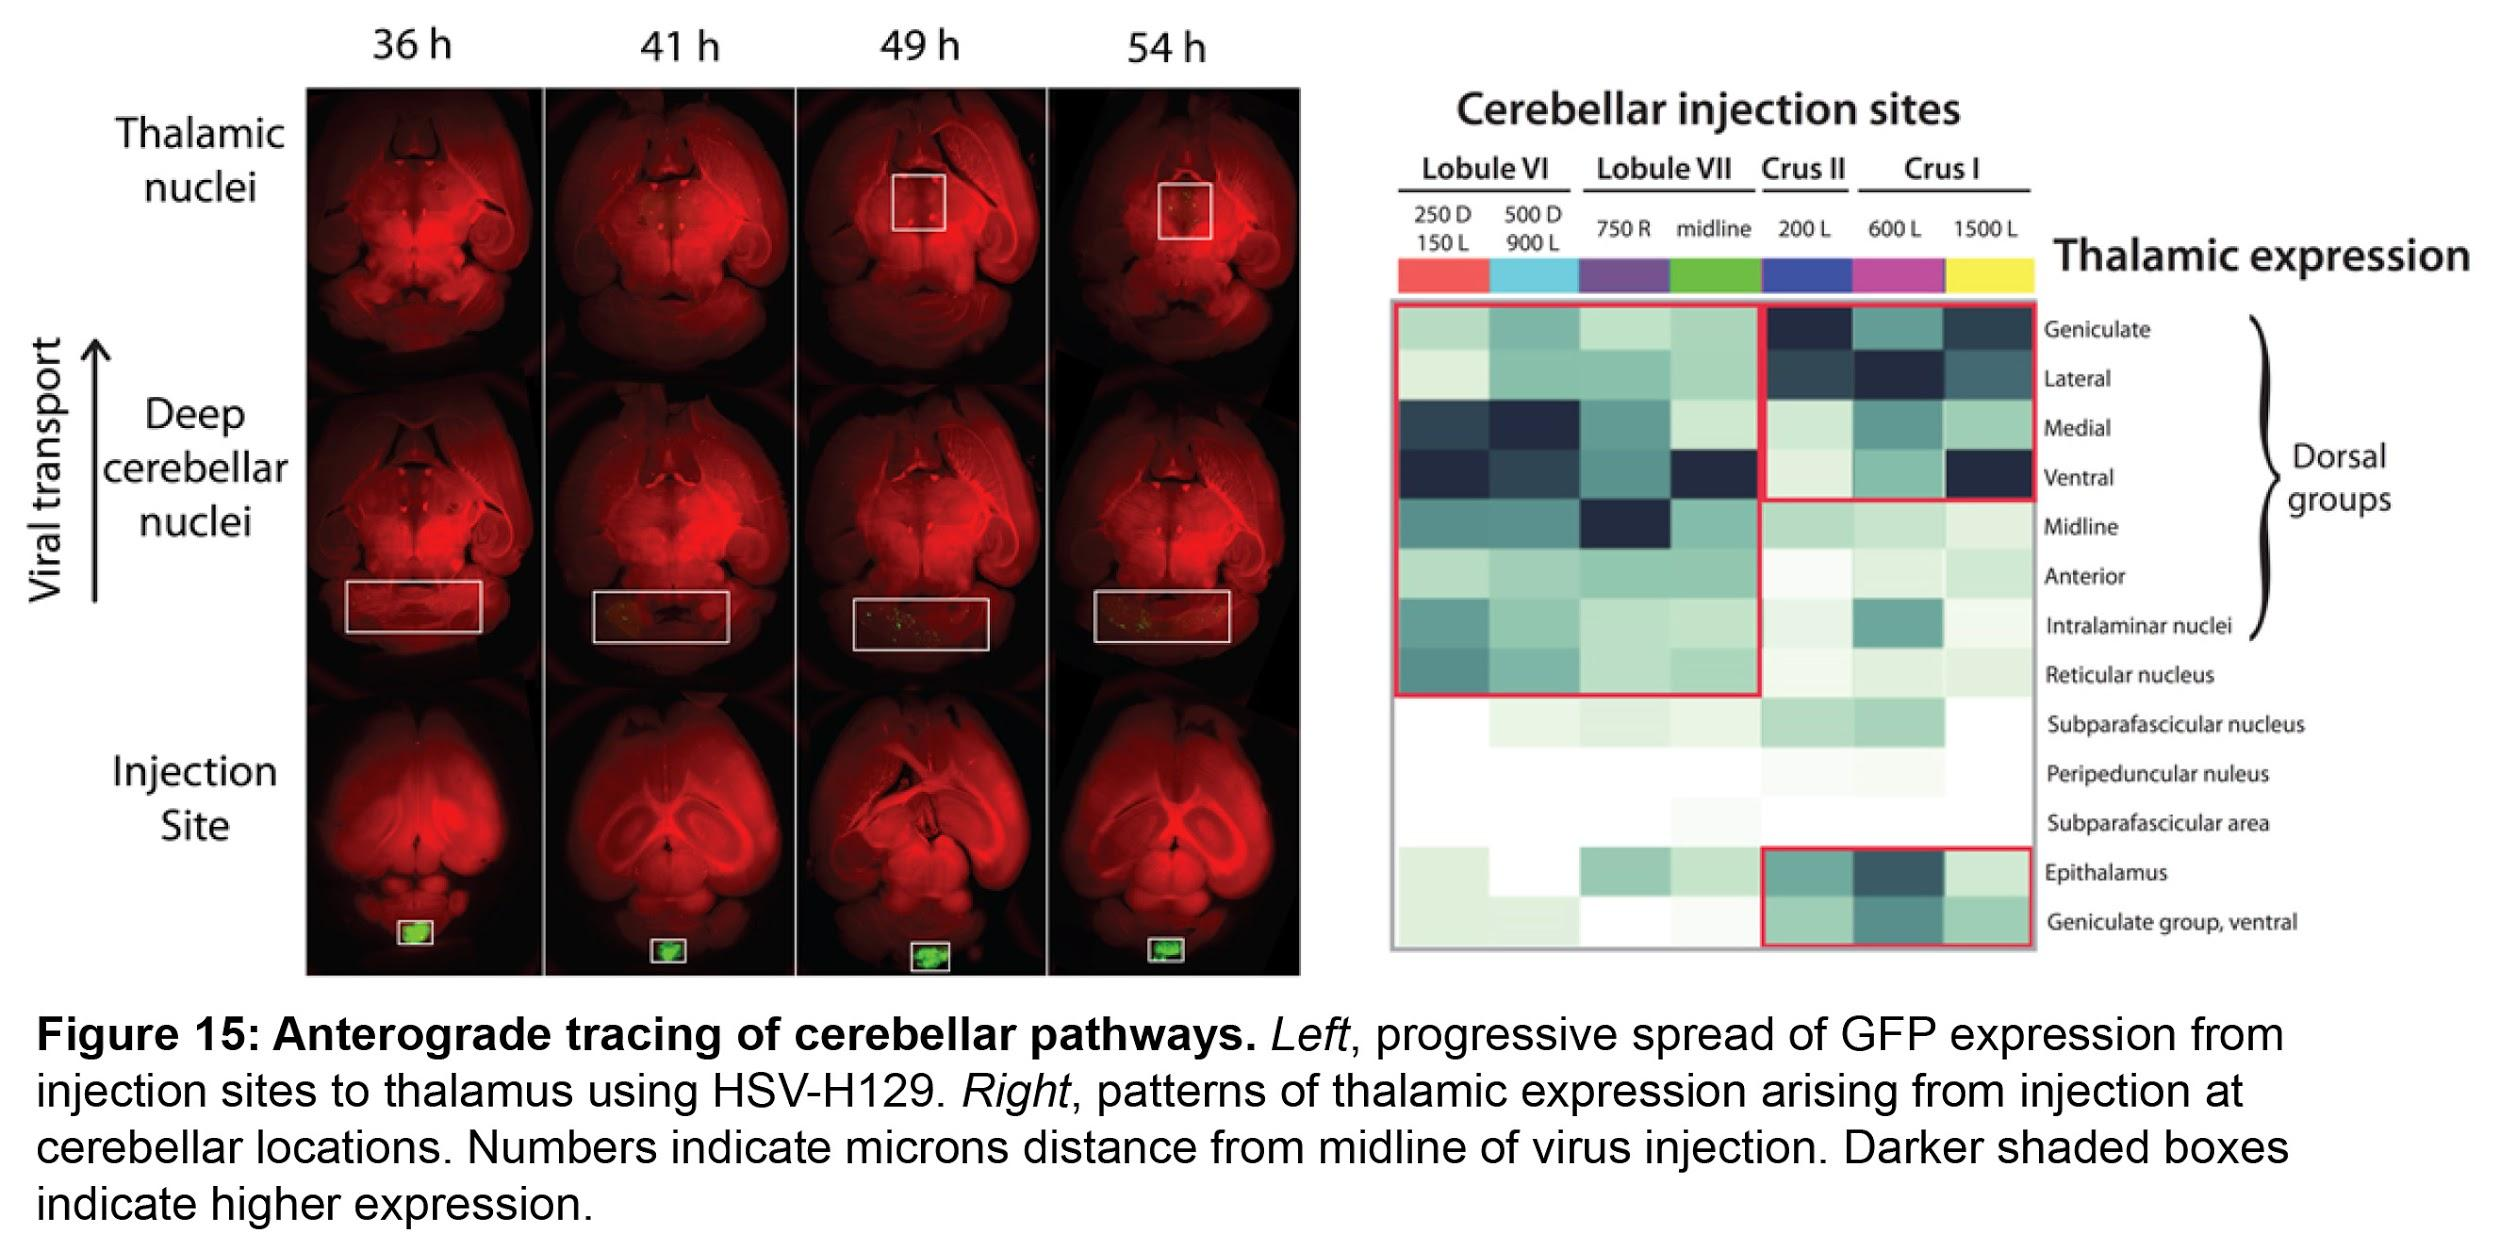 36 h
41 h
49 h
54 h
Thalamic
nuclei
Viral transport
Deep
cerebellar
nuclei
Injection
Site
Cerebellar injection sites
Lobule VI
Lobule VII
Crus II
Crus I
250 D
150 L
500 D
900 L
750 R
midline
200 L
600 L
1500 L
Thalamic expression
Geniculate
Lateral
Medial
Ventral
Midline
Anterior
Intralaminar nuclei
Dorsal
groups
Reticular nucleus
Subparafascicular nucleus
Peripeduncular nuleus
Subparafascicular area
Epithalamus
Geniculate group, ventral
Figure 15: Anterograde tracing of cerebellar pathways. Left, progressive spread of GFP expression from
injection sites to thalamus using HSV-H129. Right, patterns of thalamic expression arising from injection at
cerebellar locations. Numbers indicate microns distance from midline of virus injection. Darker shaded boxes
indicate higher expression.